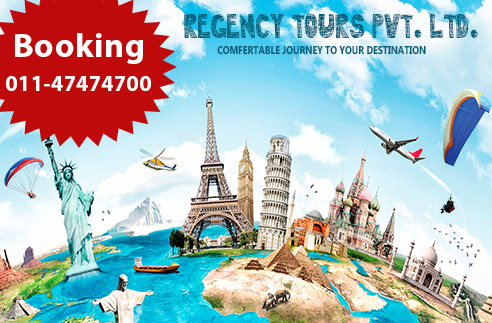 Booking
011-47474700
REGENCY TOURS PVT. LTD.
COMFERTABLE JOURNEY TO YOUR DESTINATION